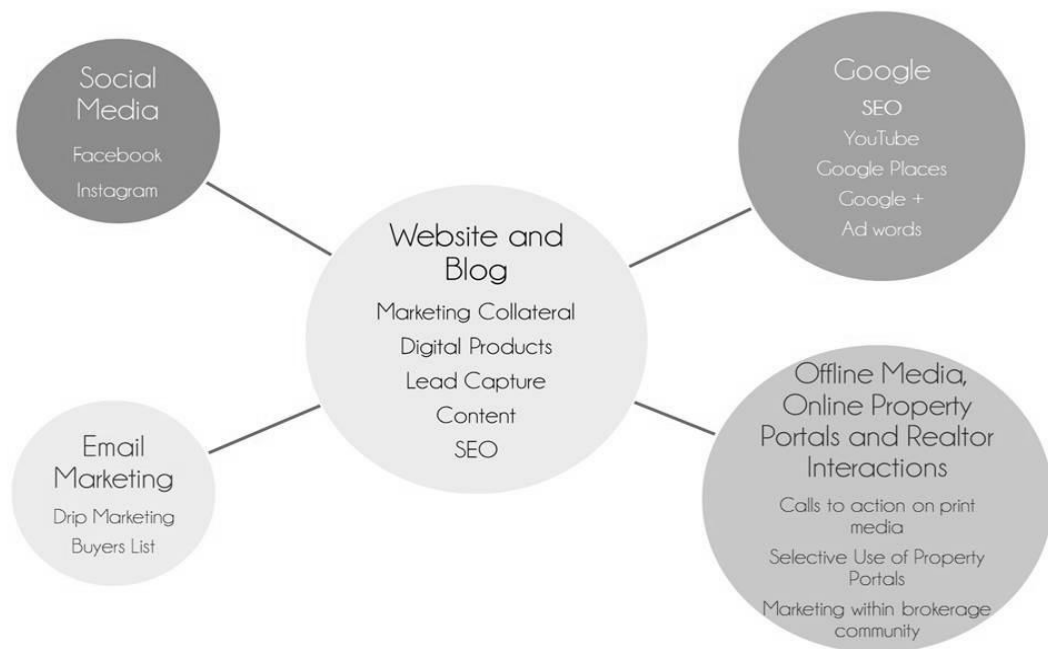 Social
Media
Facebook
Instagram
Google
SEO
YouTube
Google Places
Google +
Ad words
Website and
Blog
Marketing Collateral
Digital Products
Lead Capture
Content
SEO
Email
Marketing
Drip Marketing
Buyers List
Offline Media,
Online Property
Portals and Realtor
Interactions
Calls to action on print
media
Selective Use of Property
Portals
Marketing within brokerage
community